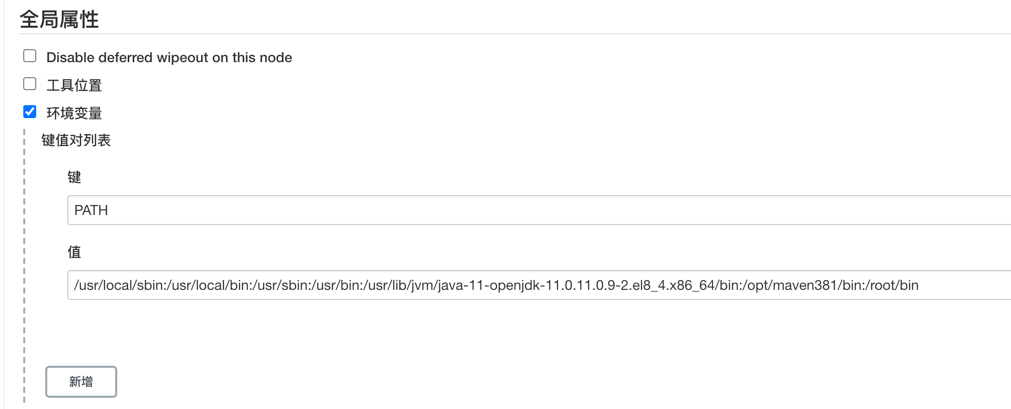 全局属性
Disable deferred wipeout on this node
工具位置
环境变量
键值对列表
键
PATH
值
/usr/local/sbin:/usr/local/bin:/usr/sbin:/usr/bin:/usr/lib/jvm/java-11-openjdk-11.0.11.0.9-2.el8_4.x86_64/bin:/opt/maven381/bin:/root/bin
新增